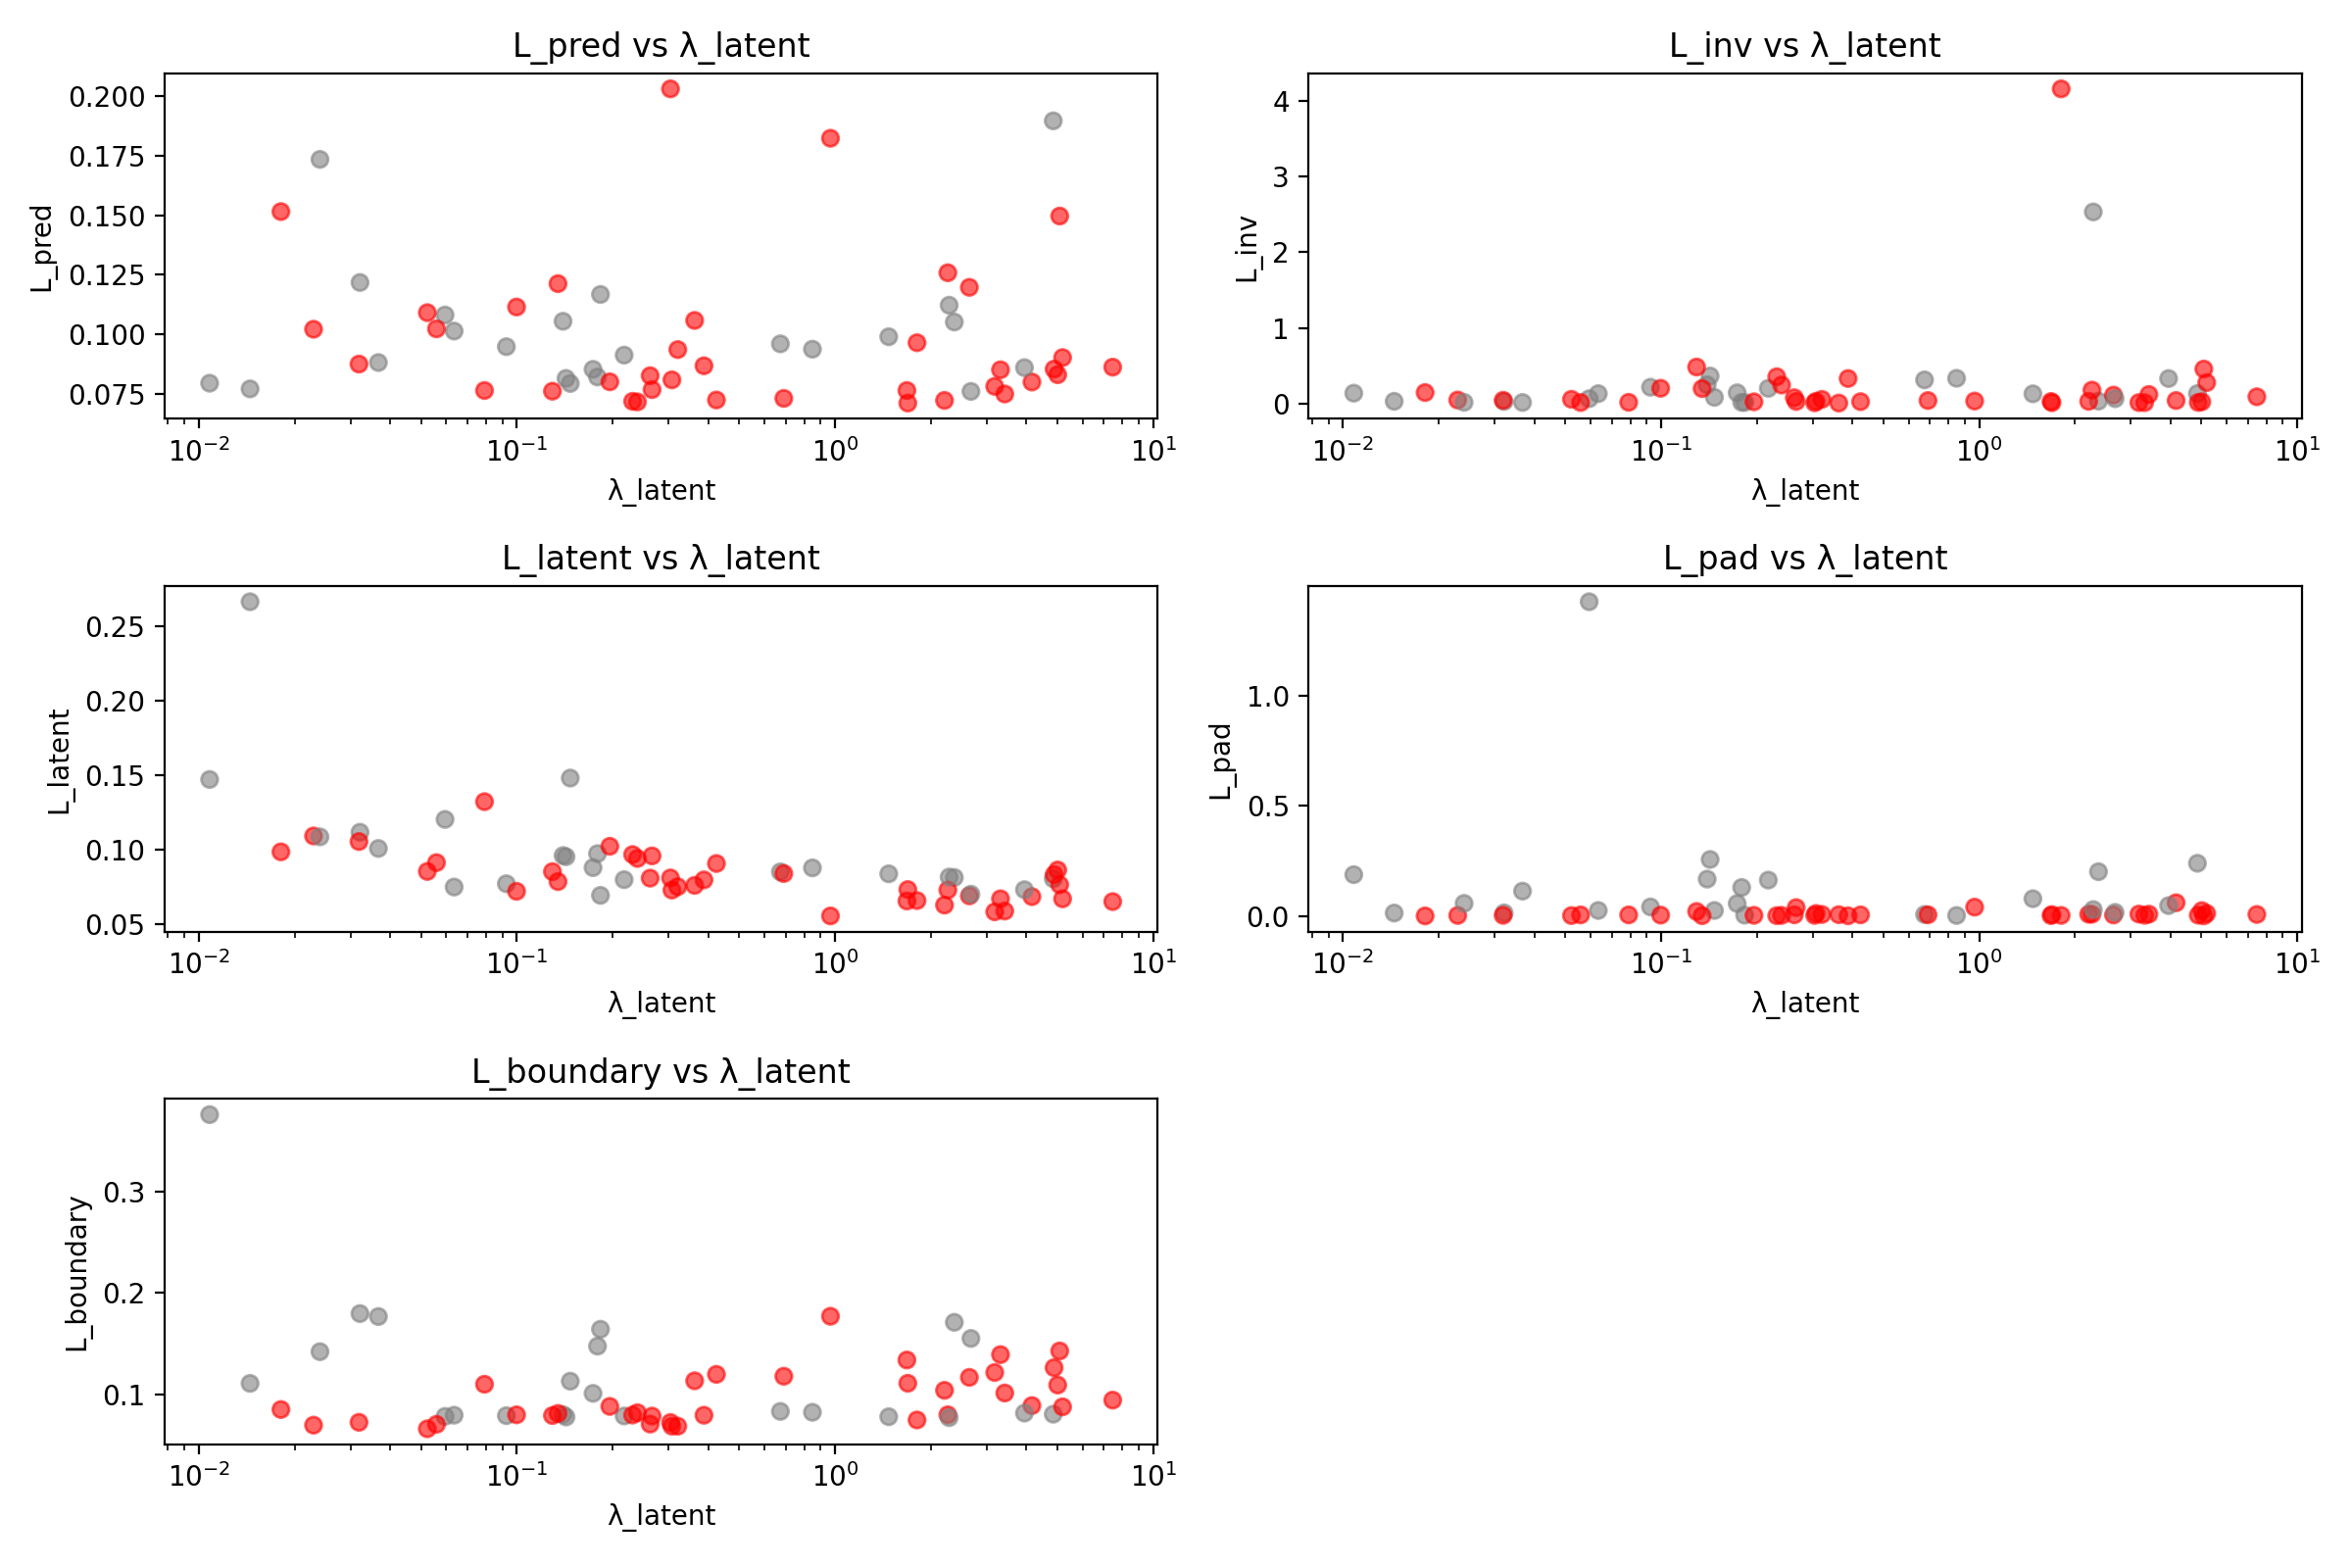 L_pred vs λ_latent
L_pred
0.200
0.175
0.150
0.125
0.100
0.075
10⁻² 10⁻¹ 10⁰ 10¹
λ_latent
L_inv vs λ_latent
L_inv
4
3
2
1
0
10⁻² 10⁻¹ 10⁰ 10¹
λ_latent
L_latent vs λ_latent
L_latent
0.25
0.20
0.15
0.10
0.05
10⁻² 10⁻¹ 10⁰ 10¹
λ_latent
L_pad vs λ_latent
L_pad
1.0
0.5
0.0
10⁻² 10⁻¹ 10⁰ 10¹
λ_latent
L_boundary vs λ_latent
L_boundary
0.3
0.2
0.1
10⁻² 10⁻¹ 10⁰ 10¹
λ_latent